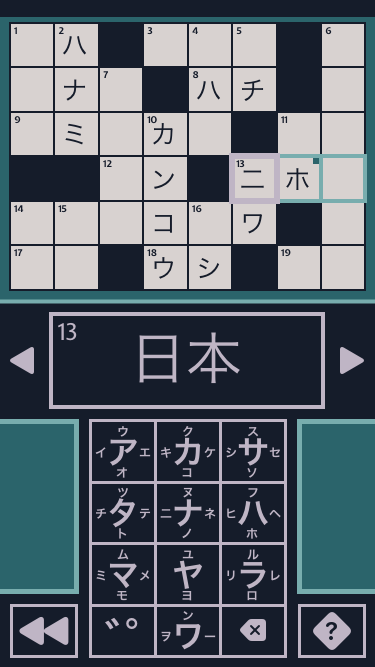 1 2 ハ 3 4 5 6
ナ 7 8 ハ チ
9 ミ 10 カ 11
12 ン 13 ニ ホ
14 15 コ 16 ワ
17 18 ウ シ 19
13
日本
ウ ク ス
イ ア エ キ カ ケ シ サ セ
オ コ ソ
ツ ヌ フ
チ タ テ ニ ナ ネ ヒ ハ ヘ
ト ノ ホ
ム ユ ル
ミ マ メ ヤ リ ラ レ
モ ヨ ロ
ン
゛゜ ヲ ワ ー ?